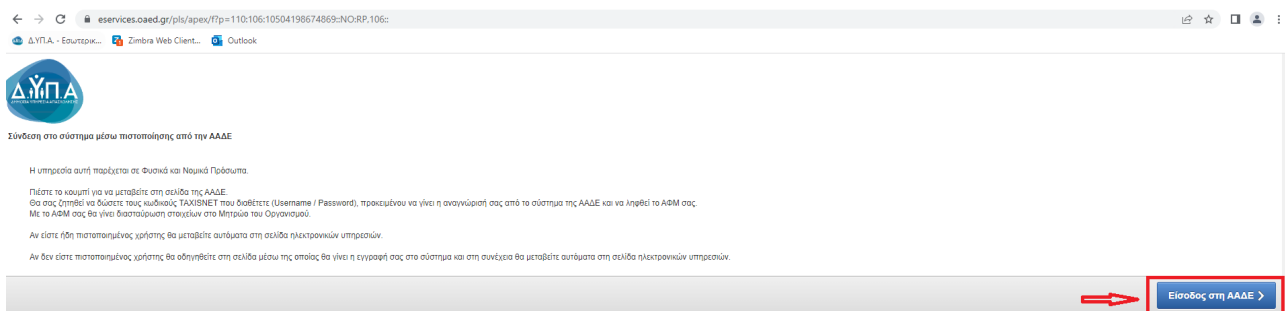 eservices.oaed.gr/pls/apex/f?p=110:106:10504198674869::NO:RP,106::
Δ.ΥΠ.Α. - Εσωτερικ... Zimbra Web Client... Outlook
Δ.ΥΠ.Α
ΔΗΜΟΣΙΑ ΥΠΗΡΕΣΙΑ ΑΠΑΣΧΟΛΗΣΗΣ
Σύνδεση στο σύστημα μέσω πιστοποίησης από την ΑΑΔΕ
Η υπηρεσία αυτή παρέχεται σε Φυσικά και Νομικά Πρόσωπα.
Πιέστε το κουμπί για να μεταβείτε στη σελίδα της ΑΑΔΕ.
Θα σας ζητηθεί να δώσετε τους κωδικούς TAXISNET που διαθέτετε (Username / Password), προκειμένου να γίνει η αναγνώρισή σας από το σύστημα της ΑΑΔΕ και να ληφθεί το ΑΦΜ σας.
Με το ΑΦΜ σας θα γίνει διασταύρωση στοιχείων στο Μητρώο του Οργανισμού.
Αν είστε ήδη πιστοποιημένος χρήστης θα μεταβείτε αυτόματα στη σελίδα ηλεκτρονικών υπηρεσιών.
Αν δεν είστε πιστοποιημένος χρήστης θα οδηγηθείτε στη σελίδα μέσω της οποίας θα γίνει η εγγραφή σας στο σύστημα και στη συνέχεια θα μεταβείτε αυτόματα στη σελίδα ηλεκτρονικών υπηρεσιών.
Είσοδος στη ΑΑΔΕ